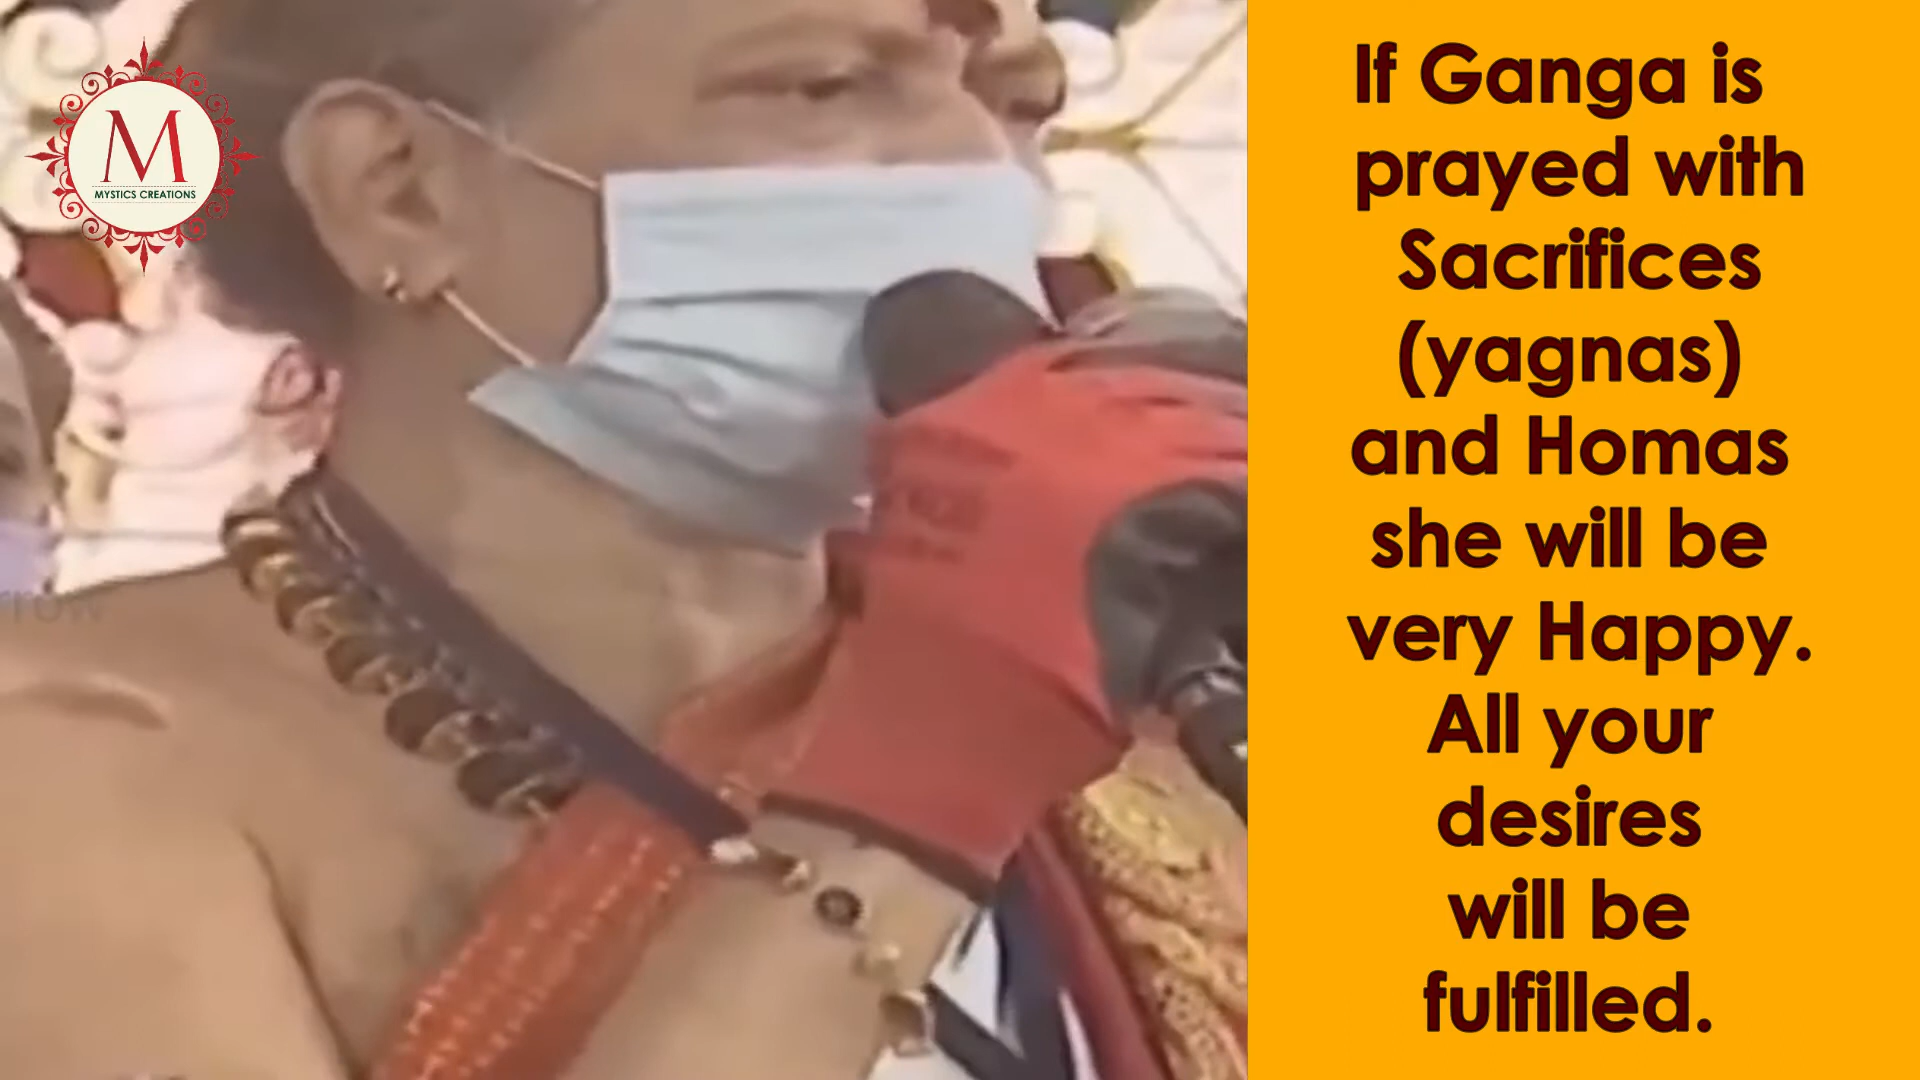 M
MYSTICS CREATIONS
If Ganga is
prayed with
Sacrifices
(yagnas)
and Homas
she will be
very Happy.
All your
desires
will be
fulfilled.